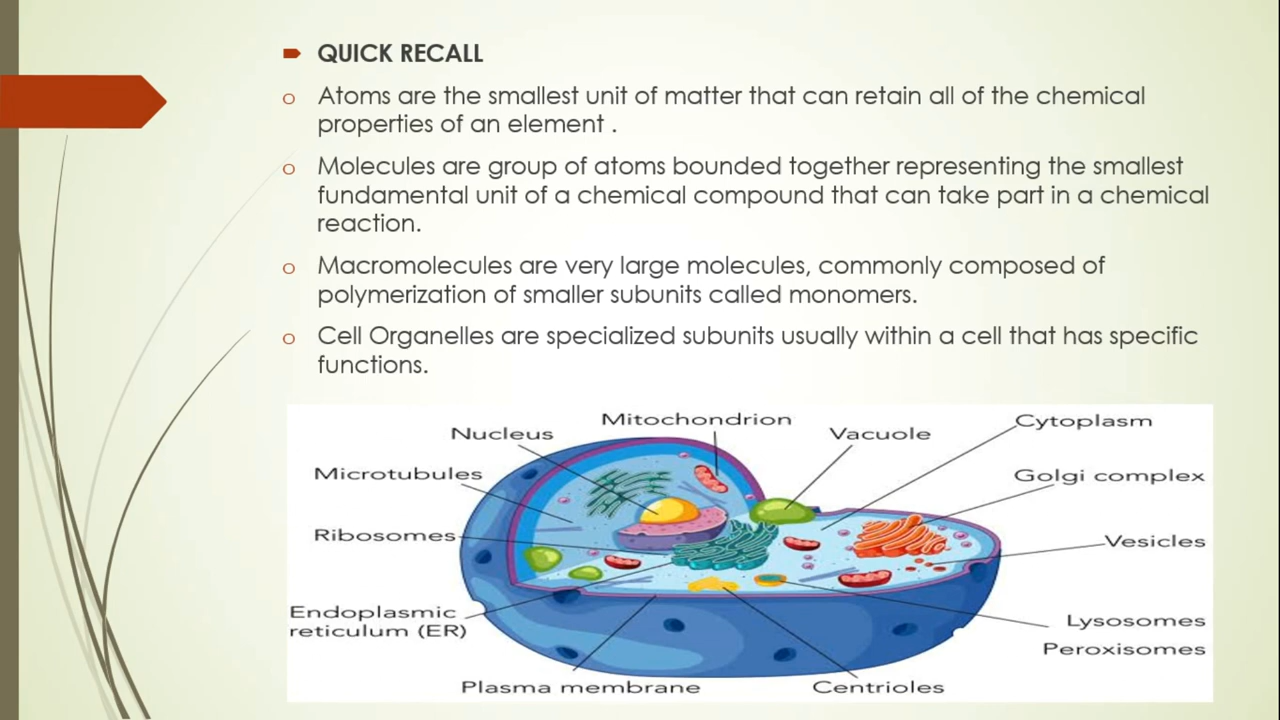 QUICK RECALL
Atoms are the smallest unit of matter that can retain all of the chemical
properties of an element .
Molecules are group of atoms bounded together representing the smallest
fundamental unit of a chemical compound that can take part in a chemical
reaction.
Macromolecules are very large molecules, commonly composed of
polymerization of smaller subunits called monomers.
Cell Organelles are specialized subunits usually within a cell that has specific
functions.
Mitochondrion
Cytoplasm
Nucleus
Vacuole
Microtubules
Golgi complex
Ribosomes
Vesicles
Endoplasmic
reticulum (ER)
Lysosomes
Peroxisomes
Plasma membrane
Centrioles